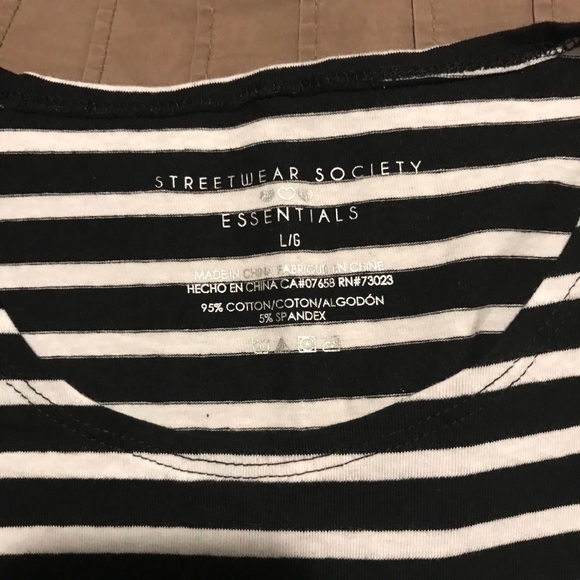 STREETWEAR SOCIETY
ESSENTIALS
L/G
MADE IN CHINA FABRIQUÉ EN CHINE
HECHO EN CHINA CA#07658 RN#73023
95% COTTON/COTON/ALGODÓN
5% SPANDEX